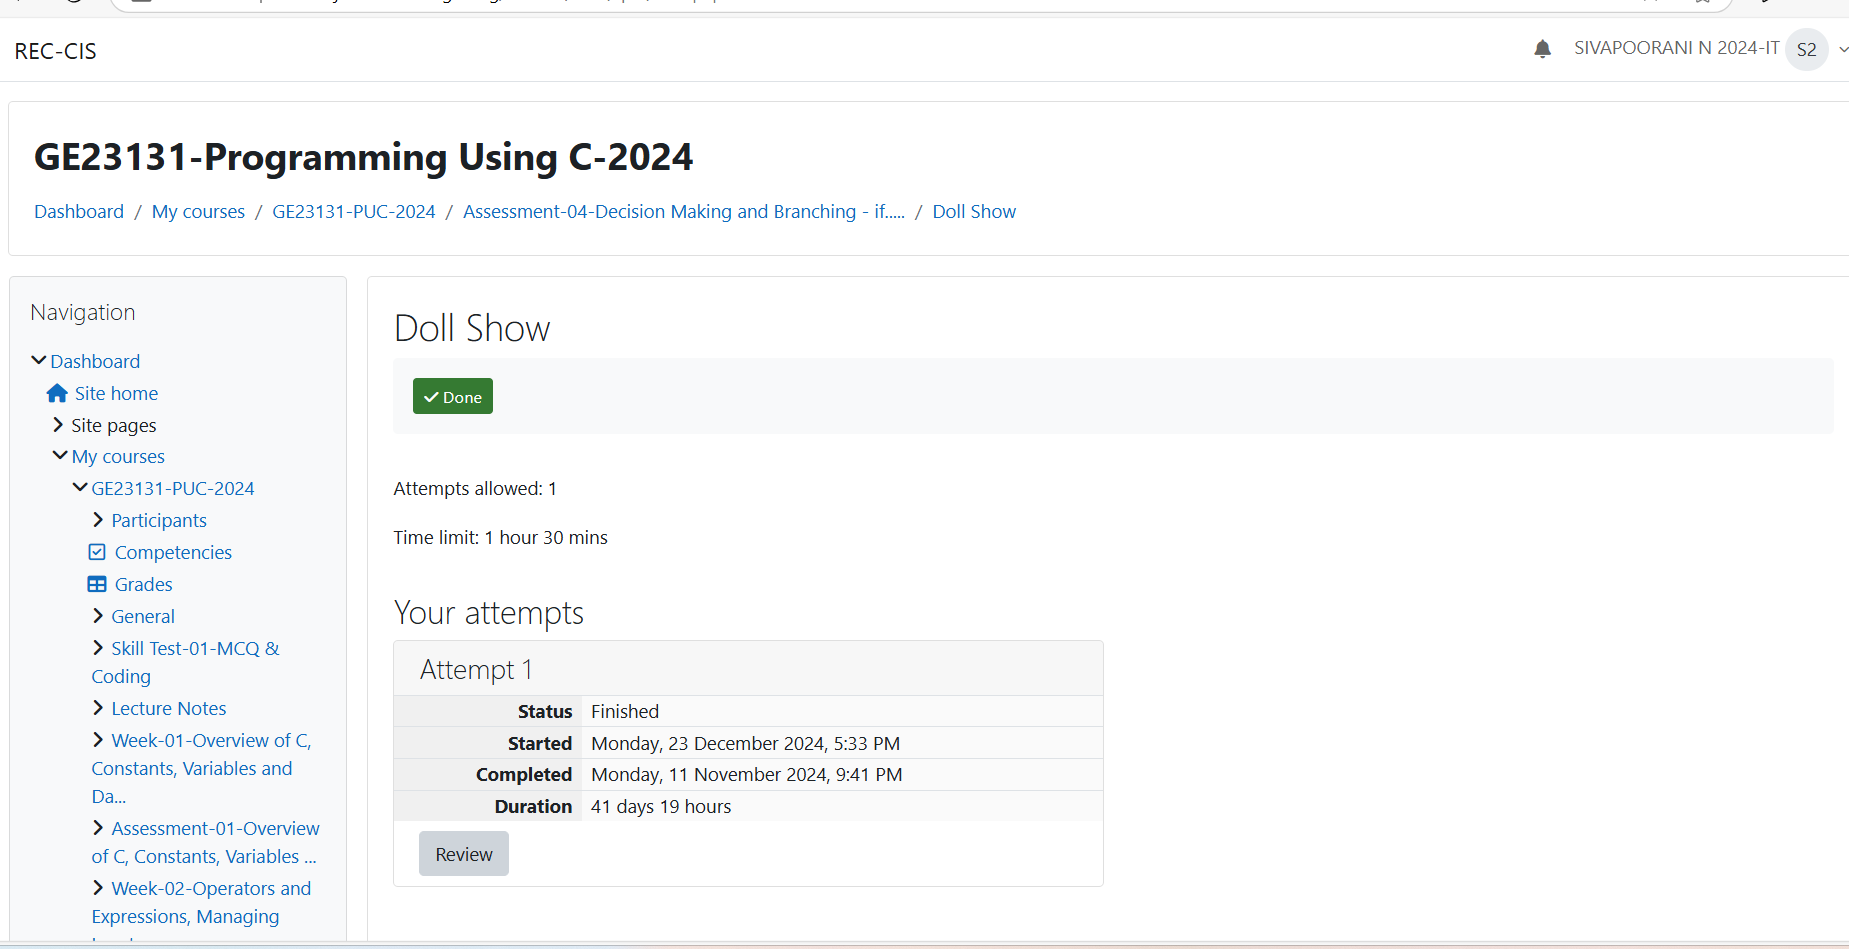 REC-CIS
SIVAPOORANI N 2024-IT S2
GE23131-Programming Using C-2024
Dashboard / My courses / GE23131-PUC-2024 / Assessment-04-Decision Making and Branching - if..... / Doll Show
Navigation
Dashboard
Site home
Site pages
My courses
GE23131-PUC-2024
Participants
Competencies
Grades
General
Skill Test-01-MCQ &
Coding
Lecture Notes
Week-01-Overview of C,
Constants, Variables and
Da...
Assessment-01-Overview
of C, Constants, Variables ...
Week-02-Operators and
Expressions, Managing
Doll Show
Done
Attempts allowed: 1
Time limit: 1 hour 30 mins
Your attempts
Attempt 1
Status Finished
Started Monday, 23 December 2024, 5:33 PM
Completed Monday, 11 November 2024, 9:41 PM
Duration 41 days 19 hours
Review